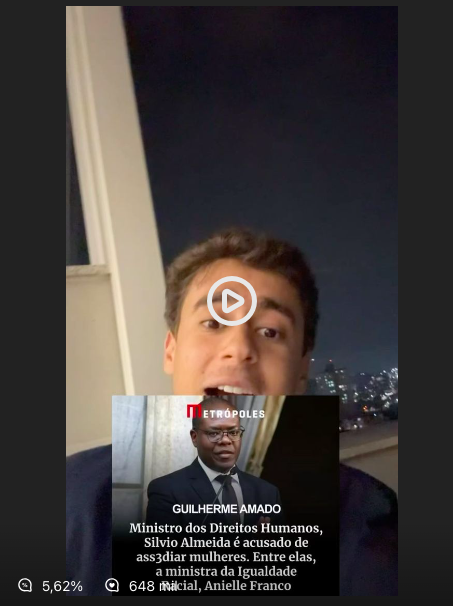 METRÓPOLES
GUILHERME AMADO
Ministro dos Direitos Humanos,
Silvio Almeida é acusado de
ass3diar mulheres. Entre elas,
a ministra da Igualdade
Racial, Anielle Franco
5,62%
648 mil